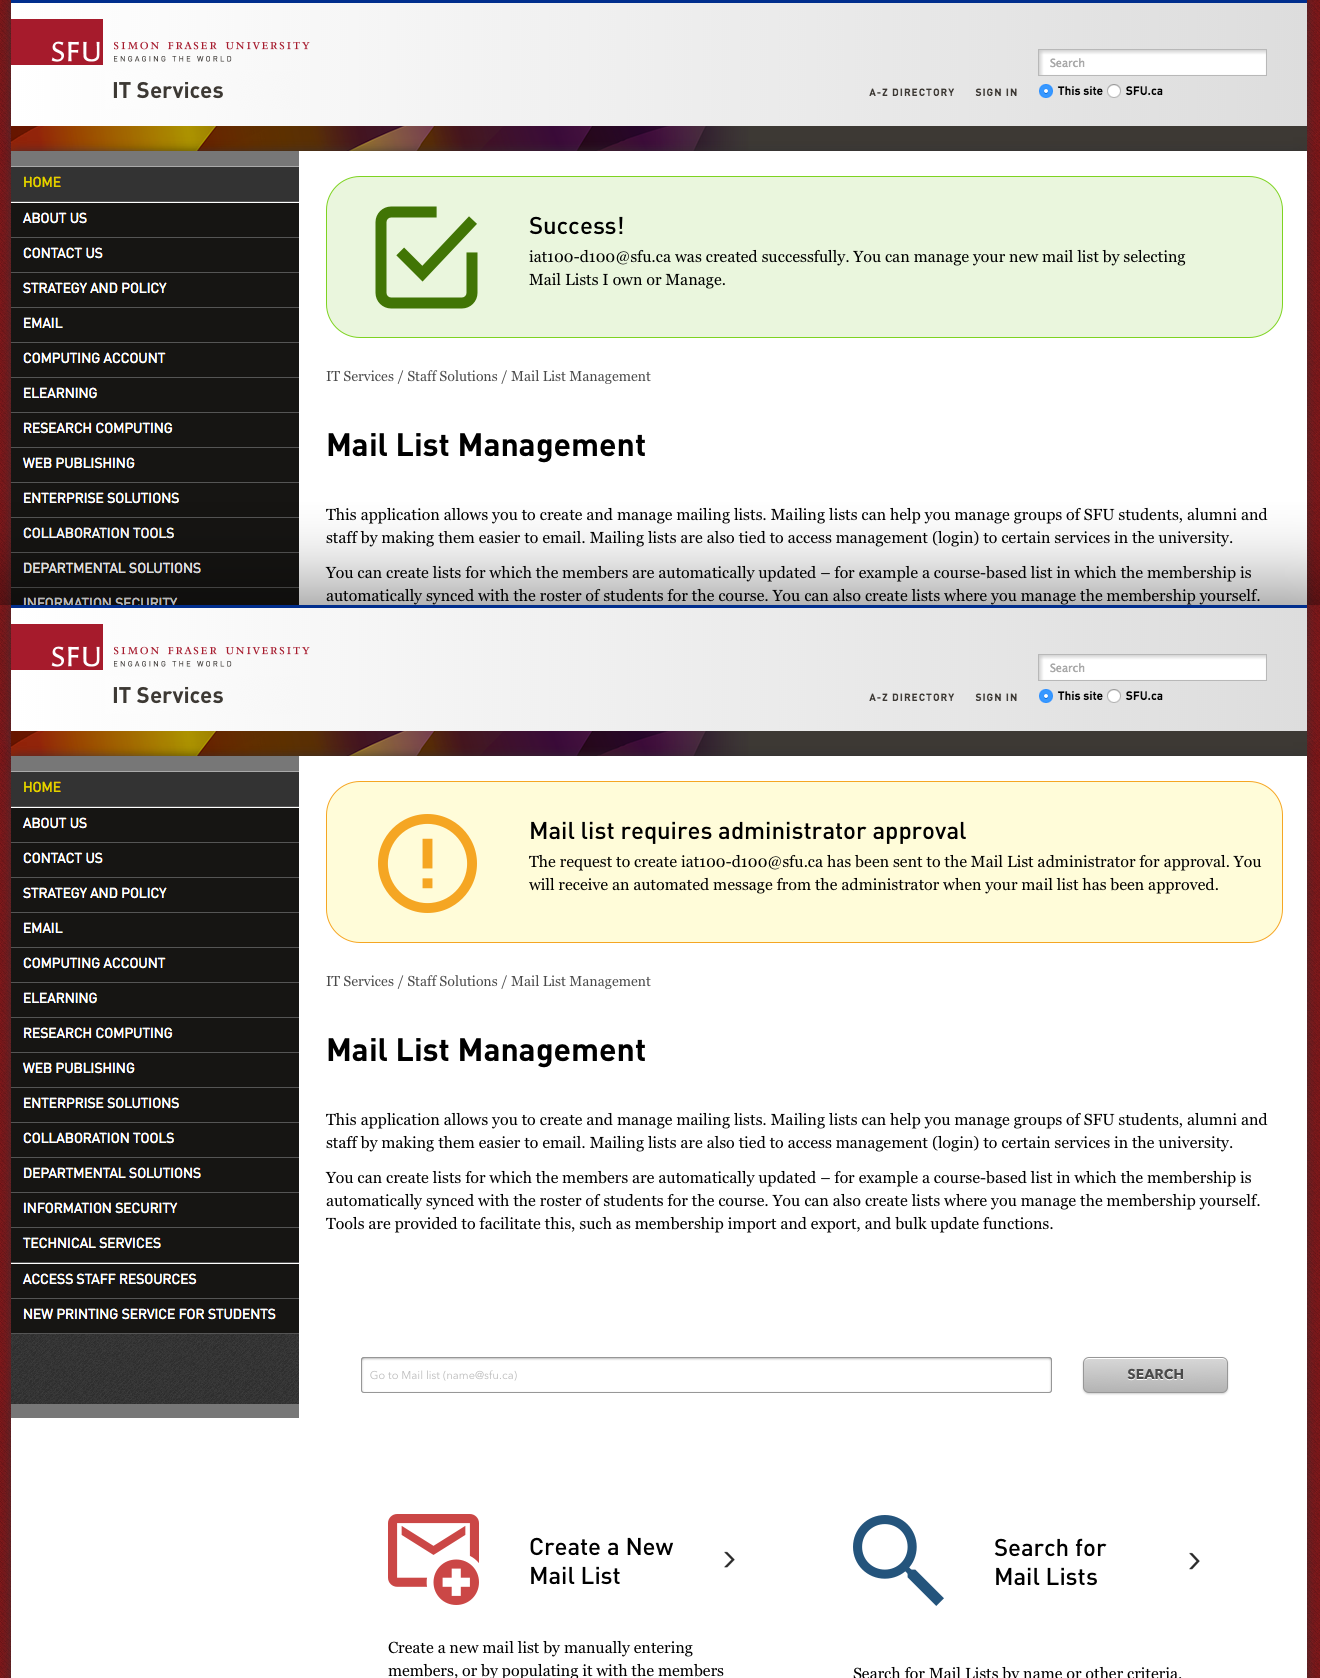 SFU SIMON FRASER UNIVERSITY
ENGAGING THE WORLD
IT Services
Search
A-Z DIRECTORY SIGN IN This site SFU.ca
HOME
ABOUT US
CONTACT US
STRATEGY AND POLICY
EMAIL
COMPUTING ACCOUNT
ELEARNING
RESEARCH COMPUTING
WEB PUBLISHING
ENTERPRISE SOLUTIONS
COLLABORATION TOOLS
DEPARTMENTAL SOLUTIONS
INFORMATION SECURITY
Success!
iat100-d100@sfu.ca was created successfully. You can manage your new mail list by selecting
Mail Lists I own or Manage.
IT Services / Staff Solutions / Mail List Management
Mail List Management
This application allows you to create and manage mailing lists. Mailing lists can help you manage groups of SFU students, alumni and
staff by making them easier to email. Mailing lists are also tied to access management (login) to certain services in the university.
You can create lists for which the members are automatically updated – for example a course-based list in which the membership is
automatically synced with the roster of students for the course. You can also create lists where you manage the membership yourself.
SFU SIMON FRASER UNIVERSITY
ENGAGING THE WORLD
IT Services
Search
A-Z DIRECTORY SIGN IN This site SFU.ca
HOME
ABOUT US
CONTACT US
STRATEGY AND POLICY
EMAIL
COMPUTING ACCOUNT
ELEARNING
RESEARCH COMPUTING
WEB PUBLISHING
ENTERPRISE SOLUTIONS
COLLABORATION TOOLS
DEPARTMENTAL SOLUTIONS
INFORMATION SECURITY
TECHNICAL SERVICES
ACCESS STAFF RESOURCES
NEW PRINTING SERVICE FOR STUDENTS
Mail list requires administrator approval
The request to create iat100-d100@sfu.ca has been sent to the Mail List administrator for approval. You
will receive an automated message from the administrator when your mail list has been approved.
IT Services / Staff Solutions / Mail List Management
Mail List Management
This application allows you to create and manage mailing lists. Mailing lists can help you manage groups of SFU students, alumni and
staff by making them easier to email. Mailing lists are also tied to access management (login) to certain services in the university.
You can create lists for which the members are automatically updated – for example a course-based list in which the membership is
automatically synced with the roster of students for the course. You can also create lists where you manage the membership yourself.
Tools are provided to facilitate this, such as membership import and export, and bulk update functions.
Go to Mail list (name@sfu.ca)
SEARCH
Create a New
Mail List
Create a new mail list by manually entering
members, or by populating it with the members
Search for
Mail Lists
Search for Mail Lists by name or other criteria.